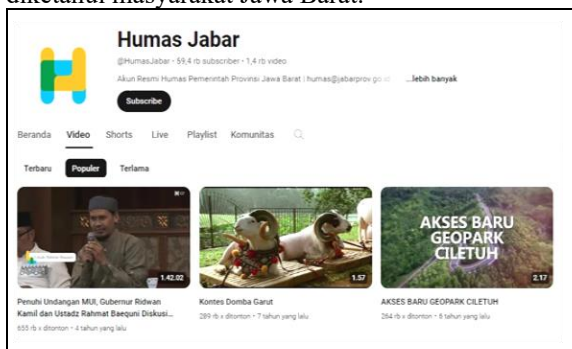 diketahui masyarakat Jawa Barat.
Humas Jabar
@HumasJabar · 59,4 rb subscriber · 1,4 rb video
Akun Resmi Humas Pemerintah Provinsi Jawa Barat | humas@jabarprov.go.id ...lebih banyak
Subscribe
Beranda Video Shorts Live Playlist Komunitas
Terbaru Populer Terlama
1.42.02
1.57
AKSES BARU
GEOPARK
CILETUH
2.17
Penuhi Undangan MUI, Gubernur Ridwan
Kamil dan Ustadz Rahmat Baequni Diskusi...
655 rb x ditonton • 4 tahun yang lalu
Kontes Domba Garut
289 rb x ditonton • 7 tahun yang lalu
AKSES BARU GEOPARK CILETUH
264 rb x ditonton • 6 tahun yang lalu